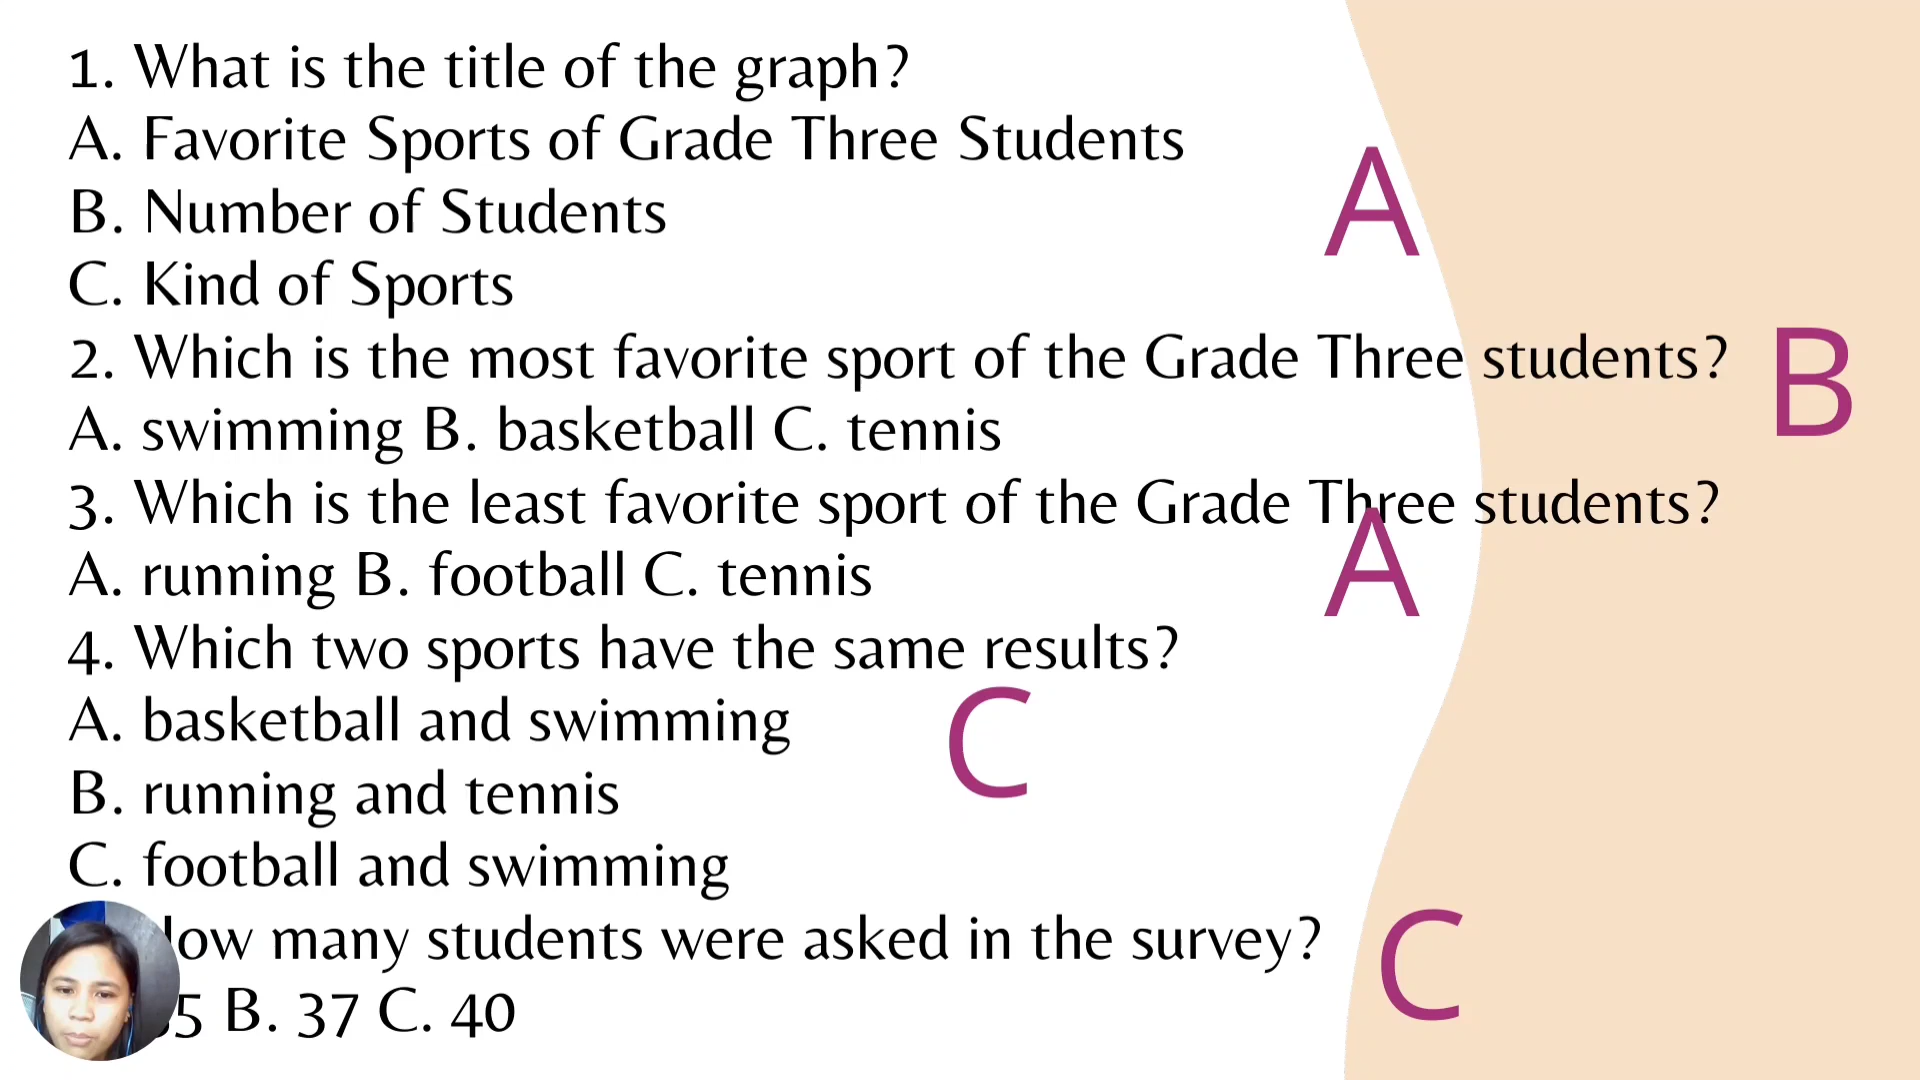 1. What is the title of the graph?
A. Favorite Sports of Grade Three Students
A
B. Number of Students
C. Kind of Sports
2. Which is the most favorite sport of the Grade Three students?
B
A. swimming B. basketball C. tennis
3. Which is the least favorite sport of the Grade Three students?
A
A. running B. football C. tennis
4. Which two sports have the same results?
A. basketball and swimming
C
B. running and tennis
C. football and swimming
many students were asked in the survey?
C
B. 37 C. 40